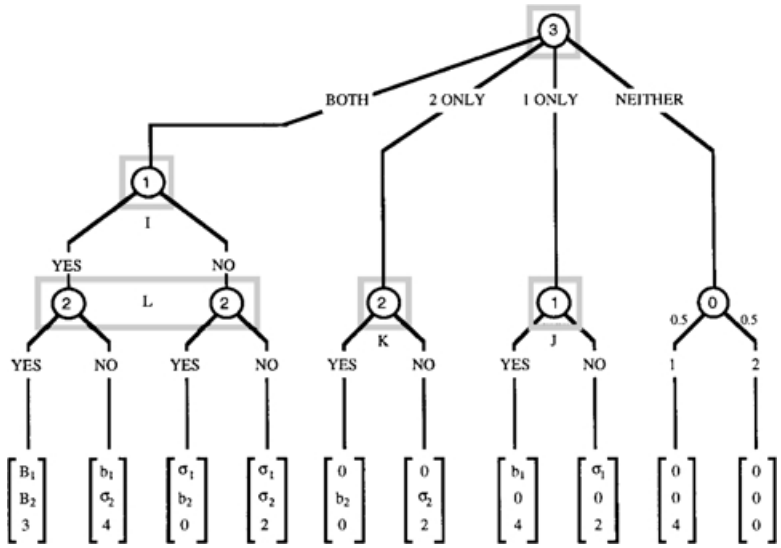 3
BOTH 2 ONLY 1 ONLY NEITHER
1
I
YES NO
2 L 2 2 1 0
K J 0.5 0.5
YES NO YES NO YES NO YES NO 1 2
B₁ b₁ σ₁ σ₁ 0 0 b₁ σ₁ 0 0
B₂ σ₂ b₂ σ₂ b₂ σ₂ 0 0 0 0
3 4 0 2 0 2 4 2 4 0